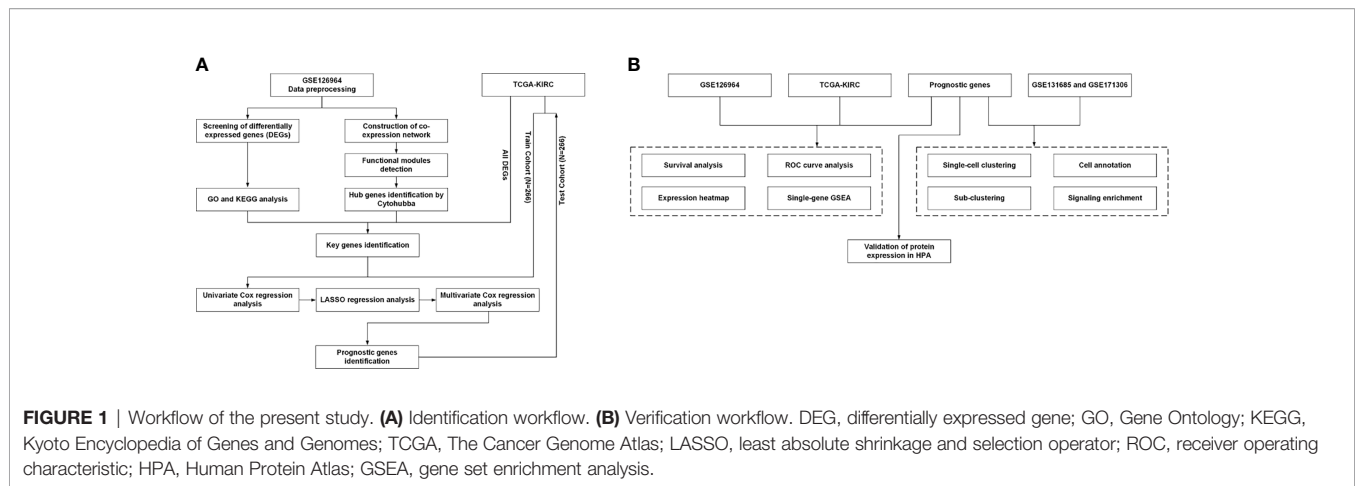 A
GSE126964
Data preprocessing
TCGA-KIRC
Screening of differentially
expressed genes (DEGs)
Construction of co-
expression network
Functional modules
detection
GO and KEGG analysis
Hub genes identification by
Cytohubba
All DEGs
Train Cohort (N=266)
Test Cohort (N=266)
Key genes identification
Univariate Cox regression
analysis
LASSO regression analysis
Multivariate Cox regression
analysis
Prognostic genes
identification
B
GSE126964
TCGA-KIRC
Prognostic genes
GSE131685 and GSE171306
Survival analysis
ROC curve analysis
Expression heatmap
Single-gene GSEA
Single-cell clustering
Cell annotation
Sub-clustering
Signaling enrichment
Validation of protein
expression in HPA
FIGURE 1 | Workflow of the present study. (A) Identification workflow. (B) Verification workflow. DEG, differentially expressed gene; GO, Gene Ontology; KEGG,
Kyoto Encyclopedia of Genes and Genomes; TCGA, The Cancer Genome Atlas; LASSO, least absolute shrinkage and selection operator; ROC, receiver operating
characteristic; HPA, Human Protein Atlas; GSEA, gene set enrichment analysis.